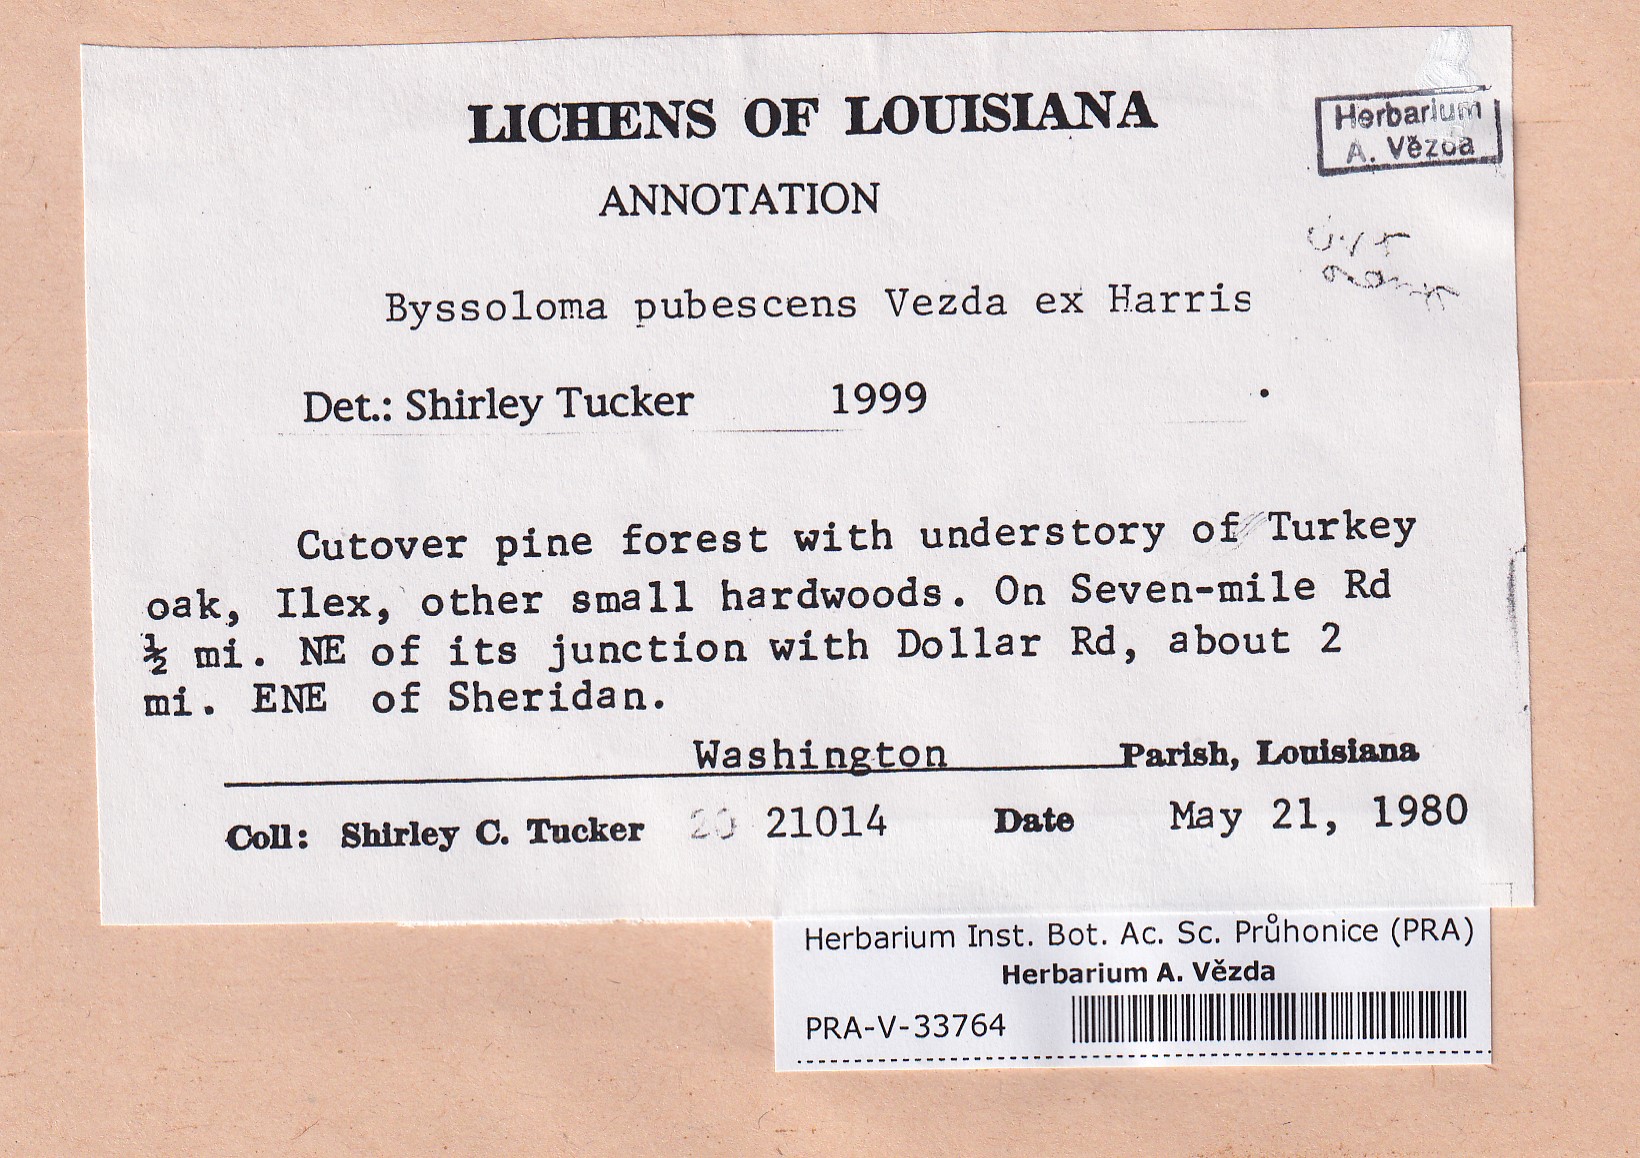 LICHENS OF LOUISIANA
Herbarium
A. Vězda
ANNOTATION
Byssoloma pubescens Vezda ex Harris
Det.: Shirley Tucker 1999
Cutover pine forest with understory of Turkey
oak, Ilex, other small hardwoods. On Seven-mile Rd
½ mi. NE of its junction with Dollar Rd, about 2
mi. ENE of Sheridan.
Washington Parish, Louisiana
Coll: Shirley C. Tucker 20 21014 Date May 21, 1980
Herbarium Inst. Bot. Ac. Sc. Průhonice (PRA)
Herbarium A. Vězda
PRA-V-33764